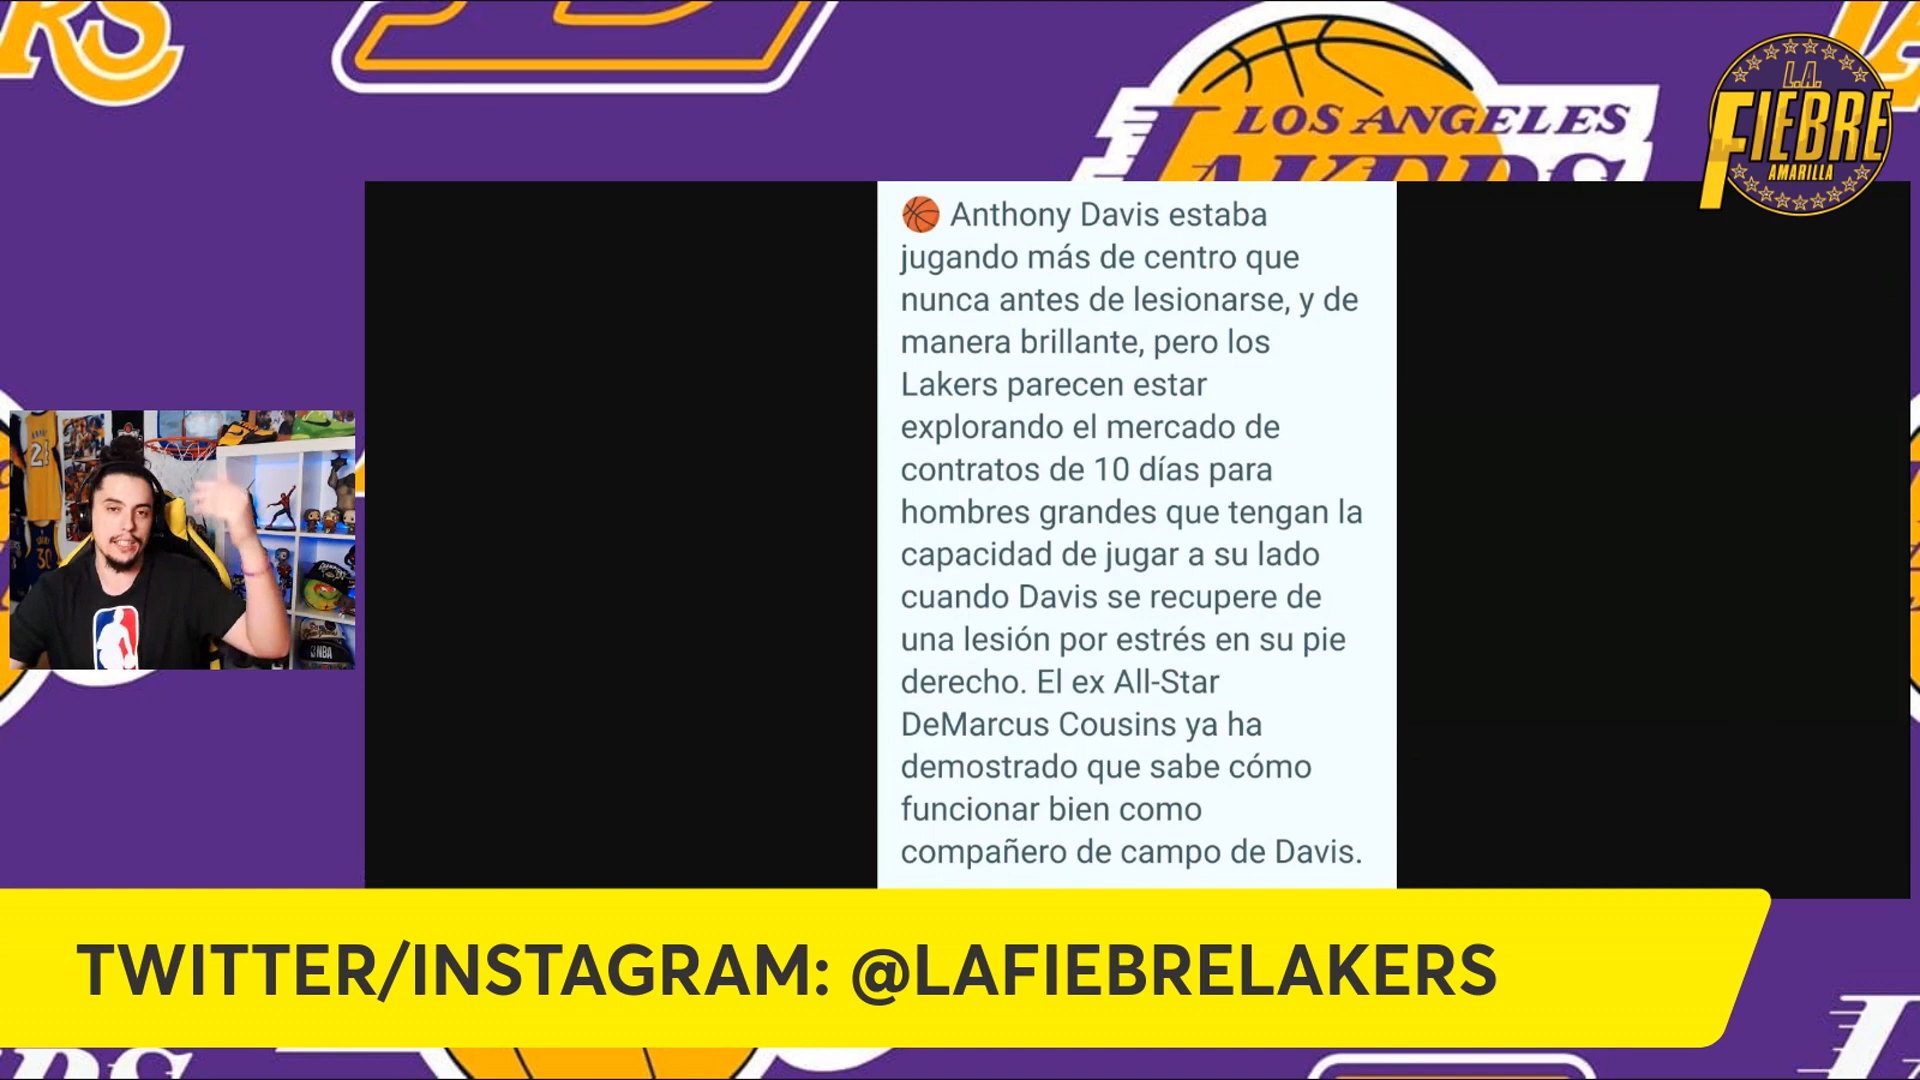 LOS ANGELES
LAKERS
L.A.
FIEBRE
AMARILLA
🏀 Anthony Davis estaba
jugando más de centro que
nunca antes de lesionarse, y de
manera brillante, pero los
Lakers parecen estar
explorando el mercado de
contratos de 10 días para
hombres grandes que tengan la
capacidad de jugar a su lado
cuando Davis se recupere de
una lesión por estrés en su pie
derecho. El ex All-Star
DeMarcus Cousins ya ha
demostrado que sabe cómo
funcionar bien como
compañero de campo de Davis.
30
NBA
TWITTER/INSTAGRAM: @LAFIEBRELAKERS